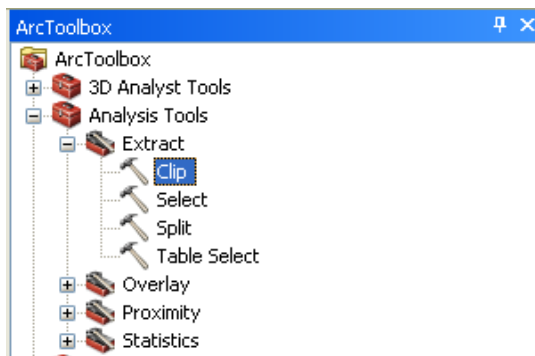 ArcToolbox
ArcToolbox
3D Analyst Tools
Analysis Tools
Extract
Clip
Select
Split
Table Select
Overlay
Proximity
Statistics